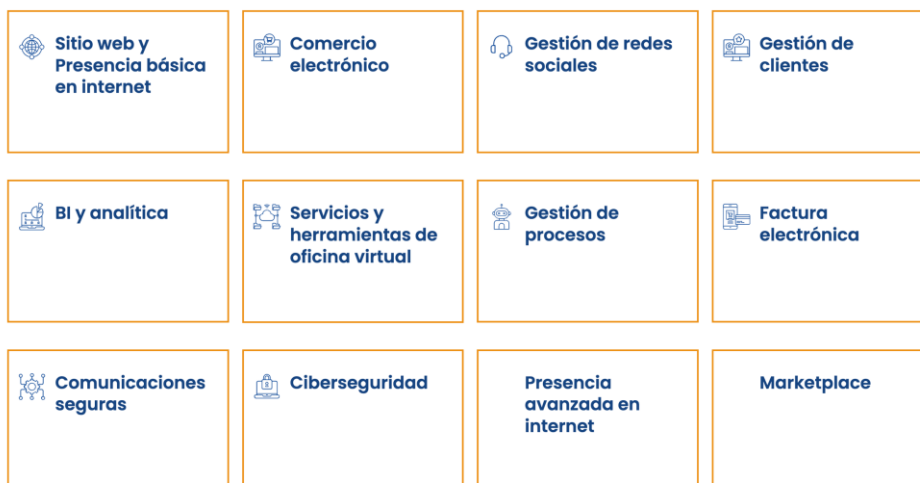 Sitio web y
Presencia básica
en internet
Comercio
electrónico
Gestión de redes
sociales
Gestión de
clientes
BI y analítica
Servicios y
herramientas de
oficina virtual
Gestión de
procesos
Factura
electrónica
Comunicaciones
seguras
Ciberseguridad
Presencia
avanzada en
internet
Marketplace